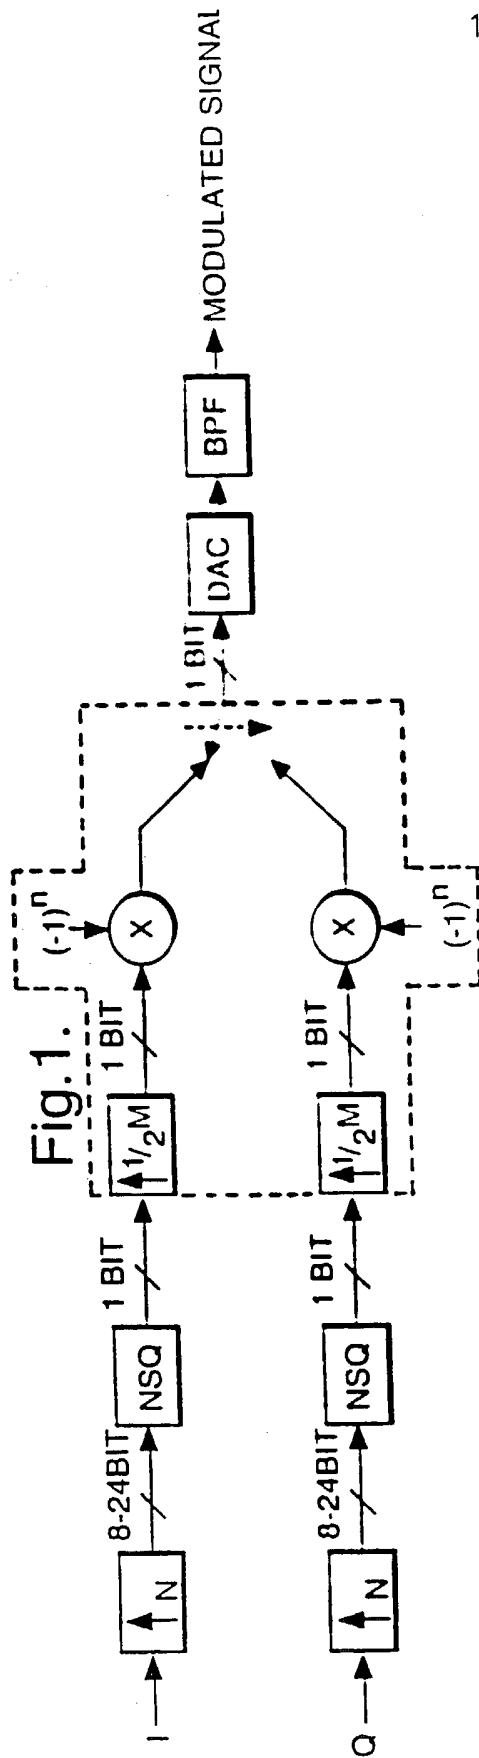 1
Fig.1.
I
↑N
8-24BIT
NSQ
1 BIT
↑1/2M
1 BIT
(-1)ⁿ
X
Q
↑N
8-24BIT
NSQ
1 BIT
↑1/2M
1 BIT
(-1)ⁿ
X
1 BIT
DAC
BPF
MODULATED SIGNAL